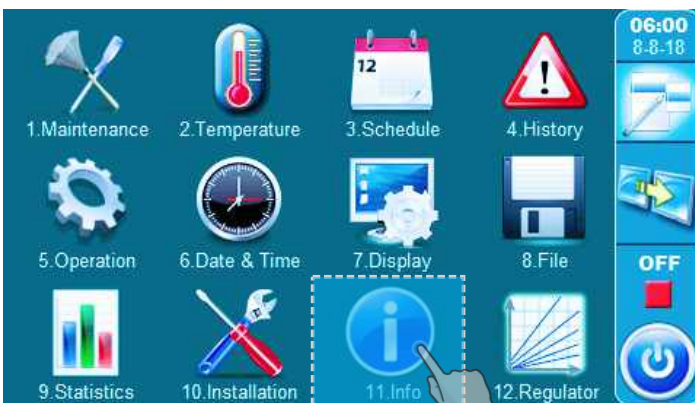 06:00
8-8-18
12
1.Maintenance
2.Temperature
3.Schedule
4.History
5.Operation
6.Date & Time
7.Display
8.File
OFF
9.Statistics
10.Installation
11.Info
12.Regulator